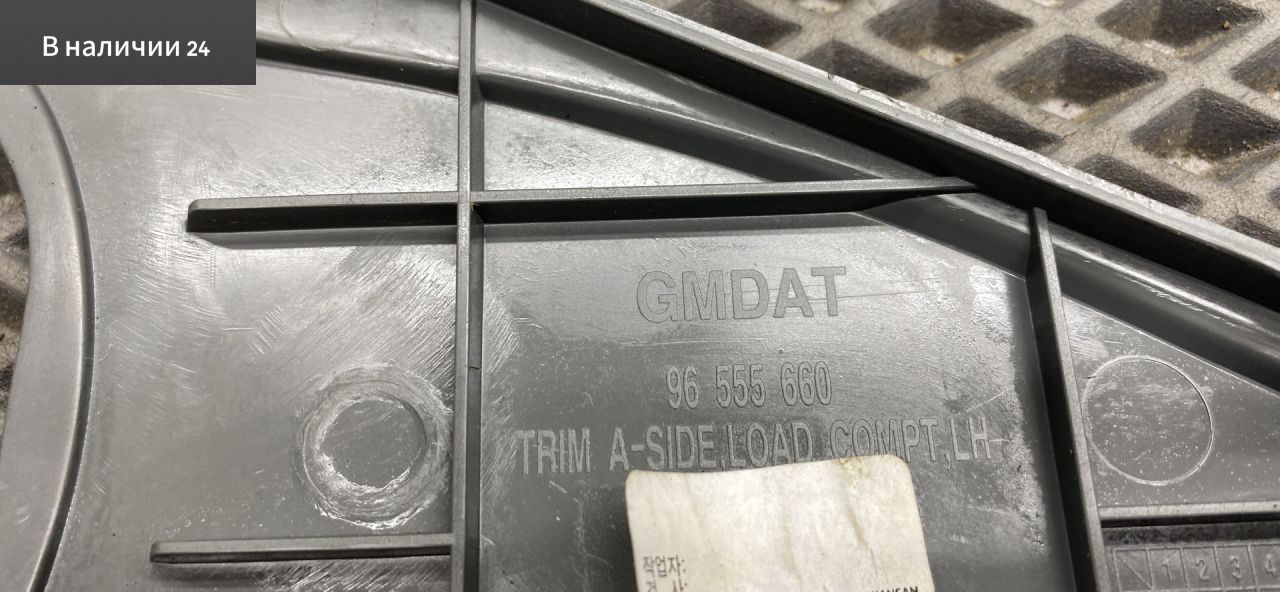 В наличии 24
GMDAT
96 555 660
TRIM A-SIDE,LOAD COMPT,LH
작업자:
1 2 3 4